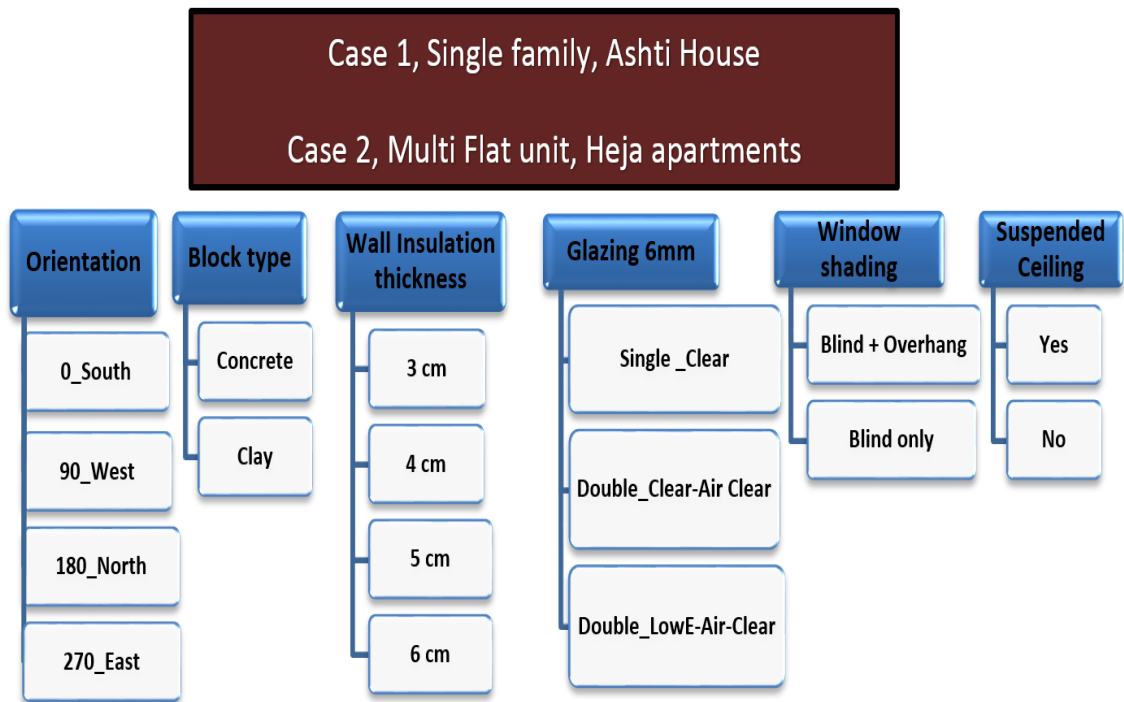 Case 1, Single family, Ashti House
Case 2, Multi Flat unit, Heja apartments
Orientation
0_South
90_West
180_North
270_East
Block type
Concrete
Clay
Wall Insulation
thickness
3 cm
4 cm
5 cm
6 cm
Glazing 6mm
Single _Clear
Double_Clear-Air Clear
Double_LowE-Air-Clear
Window
shading
Blind + Overhang
Blind only
Suspended
Ceiling
Yes
No